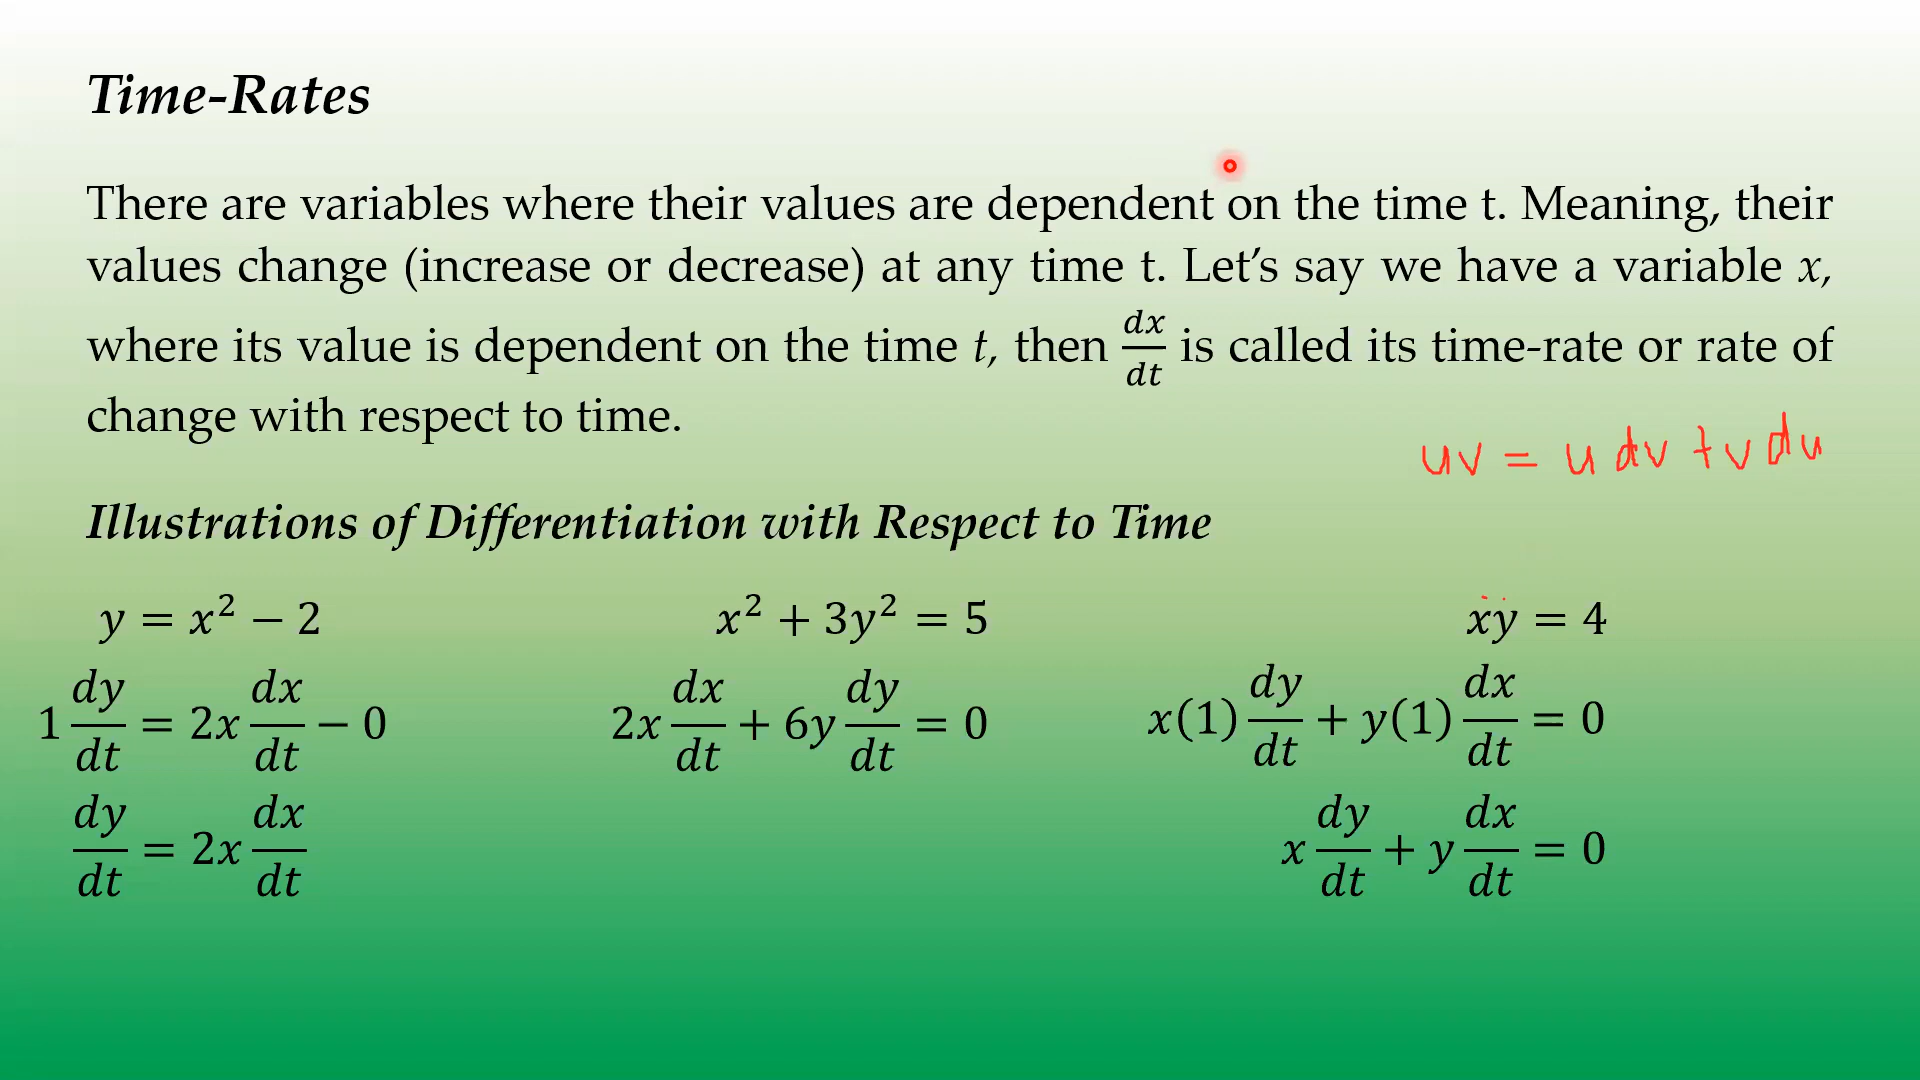 Time-Rates
There are variables where their values are dependent on the time t. Meaning, their
values change (increase or decrease) at any time t. Let’s say we have a variable x,
where its value is dependent on the time t, then dx/dt is called its time-rate or rate of
change with respect to time.
uv = u dv + v du
Illustrations of Differentiation with Respect to Time
y = x² − 2
1 dy/dt = 2x dx/dt − 0
dy/dt = 2x dx/dt
x² + 3y² = 5
2x dx/dt + 6y dy/dt = 0
xy = 4
x(1) dy/dt + y(1) dx/dt = 0
x dy/dt + y dx/dt = 0